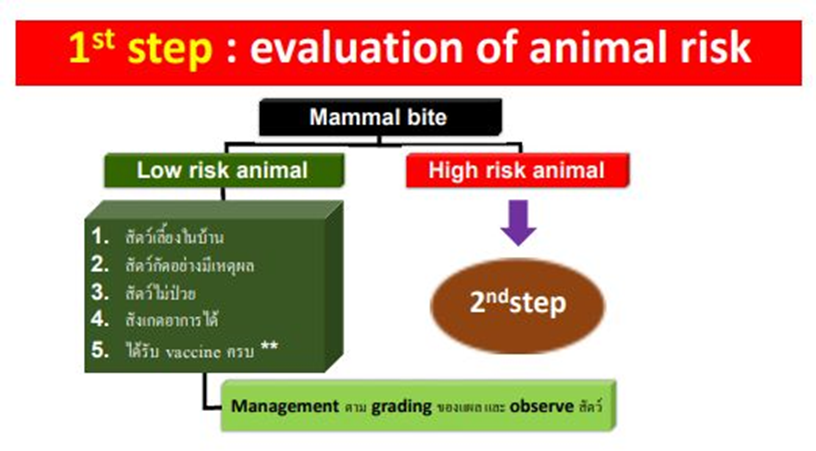 1st step : evaluation of animal risk
Mammal bite
Low risk animal
High risk animal
1. สัตว์เลี้ยงในบ้าน
2. สัตว์กัดอย่างมีเหตุผล
3. สัตว์ไม่ป่วย
4. สังเกตอาการได้
5. ได้รับ vaccine ครบ **
2ndstep
Management ตาม grading ของแผล และ observe สัตว์